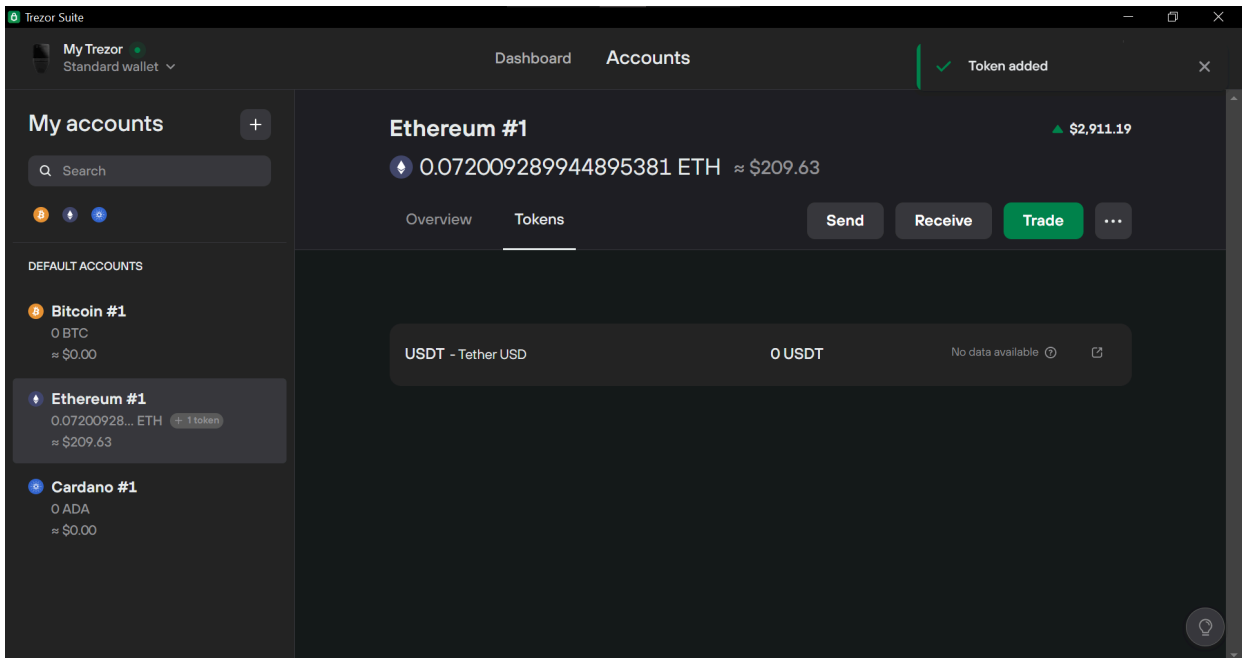 Trezor Suite
My Trezor
Standard wallet
Dashboard
Accounts
Token added
My accounts
Search
DEFAULT ACCOUNTS
Bitcoin #1
0 BTC
≈ $0.00
Ethereum #1
0.07200928... ETH + 1 token
≈ $209.63
Cardano #1
0 ADA
≈ $0.00
Ethereum #1
$2,911.19
0.072009289944895381 ETH ≈ $209.63
Overview
Tokens
Send
Receive
Trade
USDT - Tether USD
0 USDT
No data available